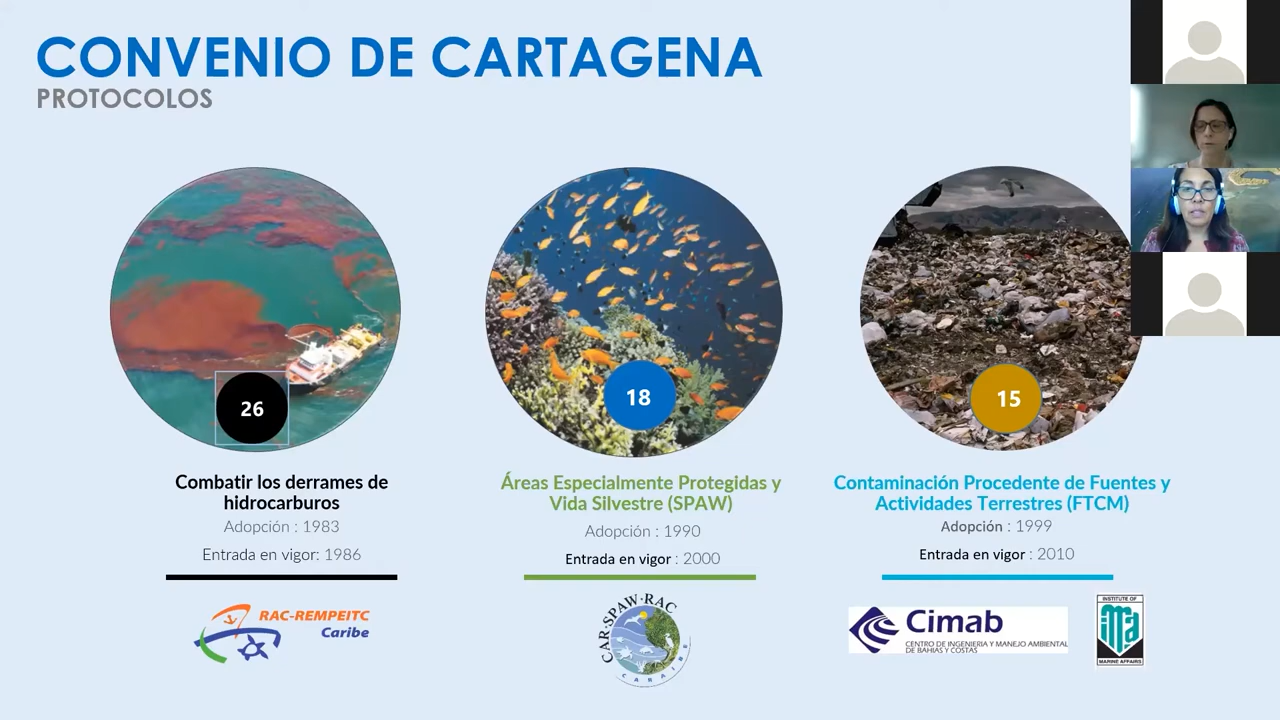 CONVENIO DE CARTAGENA
PROTOCOLOS
26
18
15
Combatir los derrames de
hidrocarburos
Adopción : 1983
Entrada en vigor: 1986
Áreas Especialmente Protegidas y
Vida Silvestre (SPAW)
Adopción : 1990
Entrada en vigor : 2000
Contaminación Procedente de Fuentes y
Actividades Terrestres (FTCM)
Adopción : 1999
Entrada en vigor : 2010
RAC-REMPEITC
Caribe
CAR-SPAW-RAC
CARAIBE
Cimab
CENTRO DE INGENIERIA Y MANEJO AMBIENTAL
DE BAHIAS Y COSTAS
INSTITUTE OF
ima
MARINE AFFAIRS